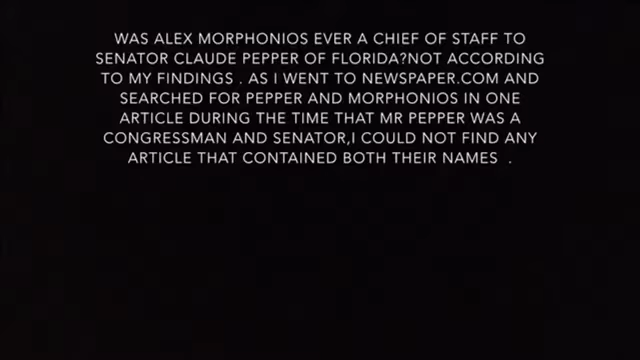 WAS ALEX MORPHONIOS EVER A CHIEF OF STAFF TO
SENATOR CLAUDE PEPPER OF FLORIDA?NOT ACCORDING
TO MY FINDINGS . AS I WENT TO NEWSPAPER.COM AND
SEARCHED FOR PEPPER AND MORPHONIOS IN ONE
ARTICLE DURING THE TIME THAT MR PEPPER WAS A
CONGRESSMAN AND SENATOR,I COULD NOT FIND ANY
ARTICLE THAT CONTAINED BOTH THEIR NAMES .